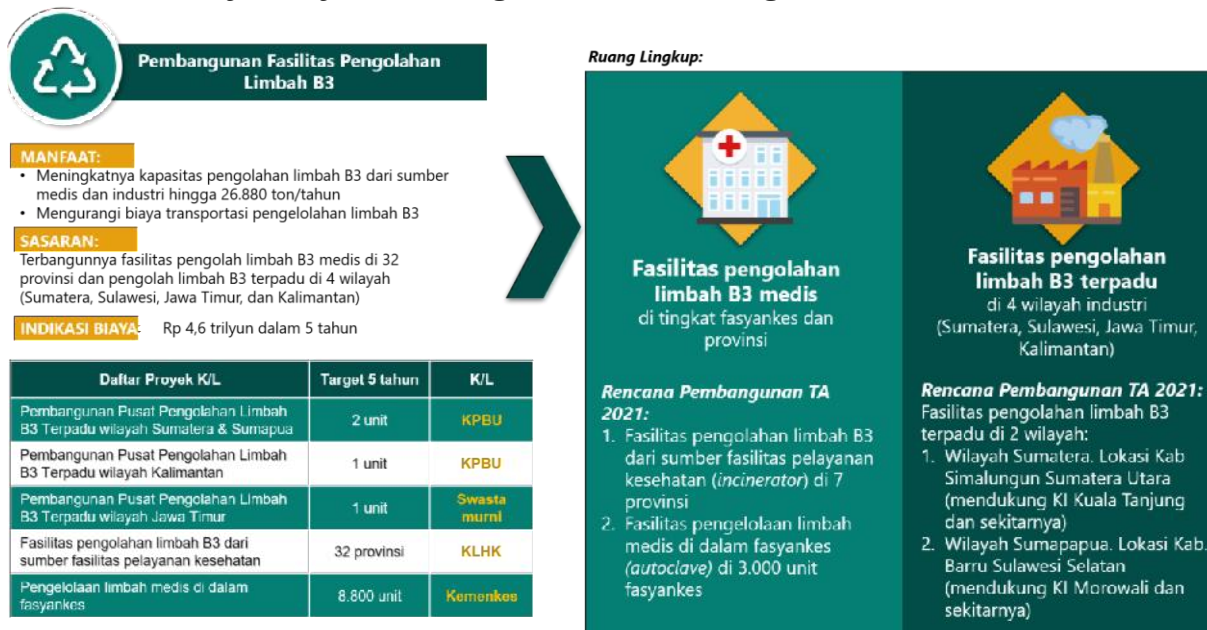 Pembangunan Fasilitas Pengolahan
Limbah B3
MANFAAT:
• Meningkatnya kapasitas pengolahan limbah B3 dari sumber
medis dan industri hingga 26.880 ton/tahun
• Mengurangi biaya transportasi pengelolahan limbah B3
SASARAN:
Terbangunnya fasilitas pengolah limbah B3 medis di 32
provinsi dan pengolah limbah B3 terpadu di 4 wilayah
(Sumatera, Sulawesi, Jawa Timur, dan Kalimantan)
INDIKASI BIAYA: Rp 4,6 trilyun dalam 5 tahun
Daftar Proyek K/L Target 5 tahun K/L
Pembangunan Pusat Pengolahan Limbah
B3 Terpadu wilayah Sumatera & Sumapua
2 unit KPBU
Pembangunan Pusat Pengolahan Limbah
B3 Terpadu wilayah Kalimantan
1 unit KPBU
Pembangunan Pusat Pengolahan Limbah
B3 Terpadu wilayah Jawa Timur
1 unit Swasta
murni
Fasilitas pengolahan limbah B3 dari
sumber fasilitas pelayanan kesehatan
32 provinsi KLHK
Pengelolaan limbah medis di dalam
fasyankes
8.800 unit Kemenkes
Ruang Lingkup:
Fasilitas pengolahan
limbah B3 medis
di tingkat fasyankes dan
provinsi
Rencana Pembangunan TA
2021:
1. Fasilitas pengolahan limbah B3
dari sumber fasilitas pelayanan
kesehatan (incinerator) di 7
provinsi
2. Fasilitas pengelolaan limbah
medis di dalam fasyankes
(autoclave) di 3.000 unit
fasyankes
Fasilitas pengolahan
limbah B3 terpadu
di 4 wilayah industri
(Sumatera, Sulawesi, Jawa Timur,
Kalimantan)
Rencana Pembangunan TA 2021:
Fasilitas pengolahan limbah B3
terpadu di 2 wilayah:
1. Wilayah Sumatera. Lokasi Kab
Simalungun Sumatera Utara
(mendukung KI Kuala Tanjung
dan sekitarnya)
2. Wilayah Sumapapua. Lokasi Kab.
Barru Sulawesi Selatan
(mendukung KI Morowali dan
sekitarnya)